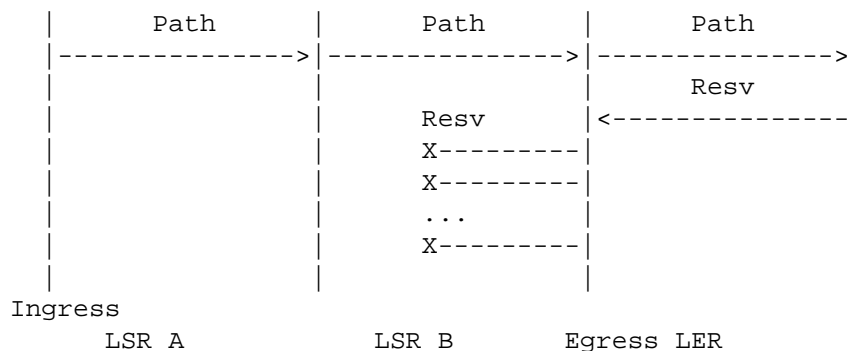 | Path | Path | Path
|--------------->|--------------->|--------------->
| | | Resv
| | Resv |<---------------
| | X---------|
| | X---------|
| | ... |
| | X---------|
| | |
Ingress
LSR A LSR B Egress LER